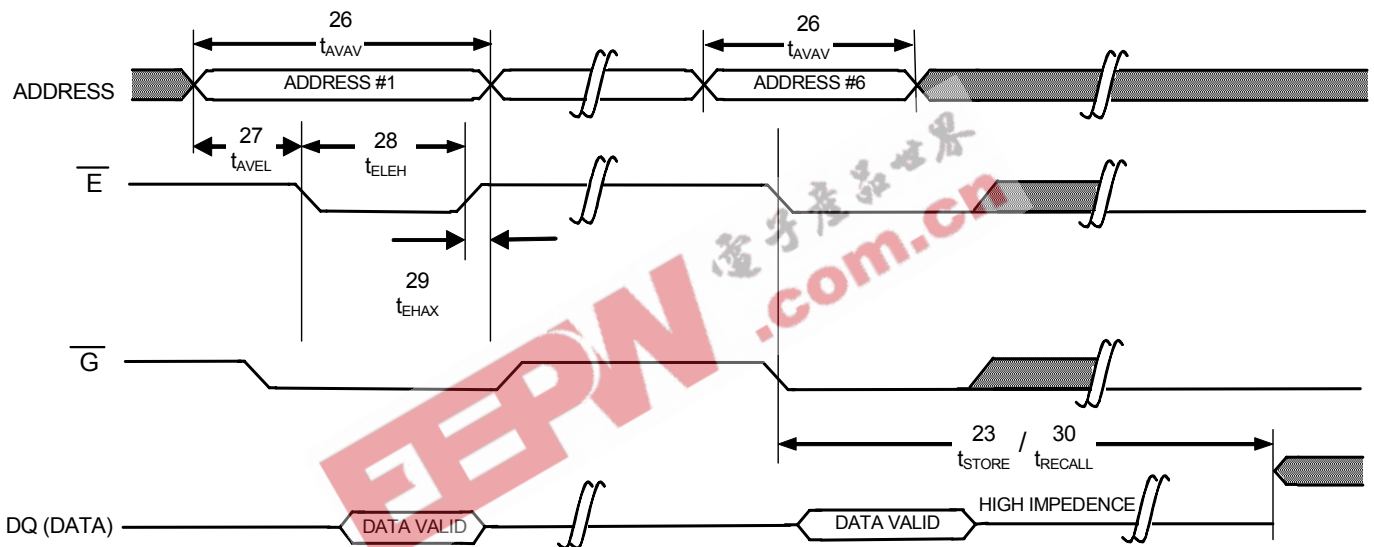 26
tAVAV
26
tAVAV
ADDRESS
ADDRESS #1
ADDRESS #6
27
tAVEL
28
tELEH
E
29
tEHAX
電子產品世界
.com.cn
EEPW
G
23 / 30
tSTORE / tRECALL
DQ (DATA)
DATA VALID
DATA VALID
HIGH IMPEDENCE